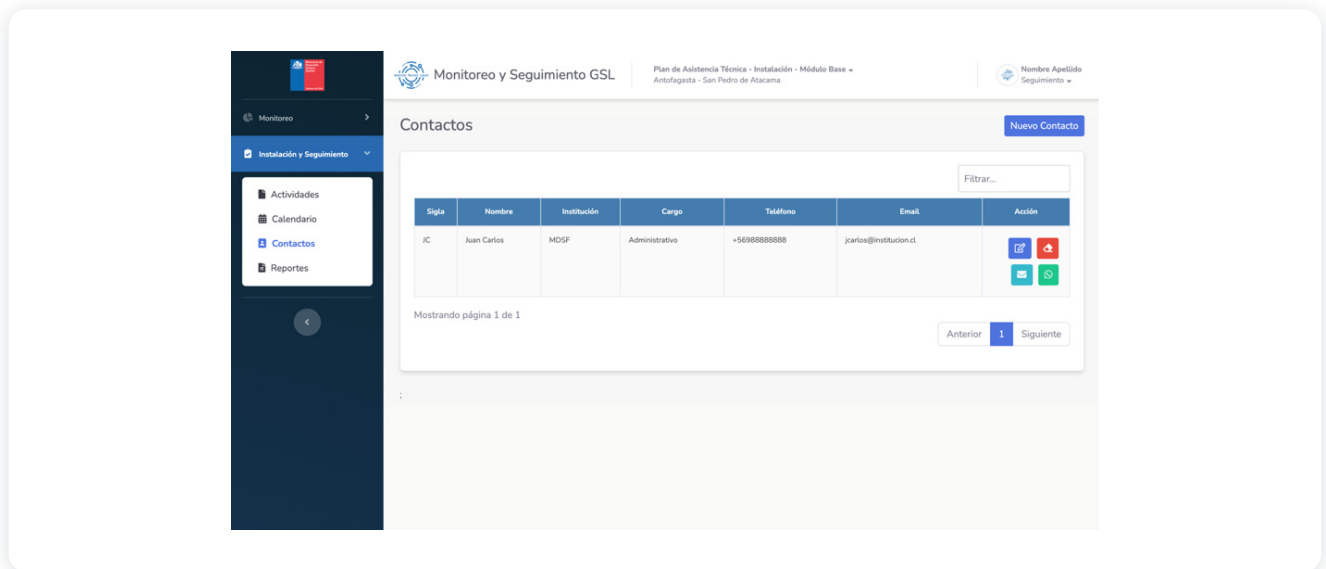 Monitoreo y Seguimiento GSL
Plan de Asistencia Técnica - Instalación - Módulo Base
Antofagasta - San Pedro de Atacama
Nombre Apellido
Seguimiento
Monitoreo
Instalación y Seguimiento
Actividades
Calendario
Contactos
Reportes
Contactos
Nuevo Contacto
Filtrar...
Sigla Nombre Institución Cargo Teléfono Email Acción
JC Juan Carlos MDSF Administrativo +56988888888 jcarlos@institucion.cl
Mostrando página 1 de 1
Anterior 1 Siguiente
;